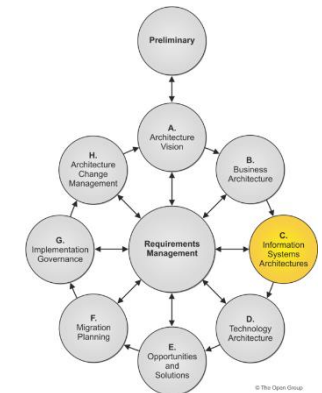 Preliminary
A.
Architecture
Vision
B.
Business
Architecture
C.
Information
Systems
Architectures
D.
Technology
Architecture
E.
Opportunities
and
Solutions
F.
Migration
Planning
G.
Implementation
Governance
H.
Architecture
Change
Management
Requirements
Management
© The Open Group